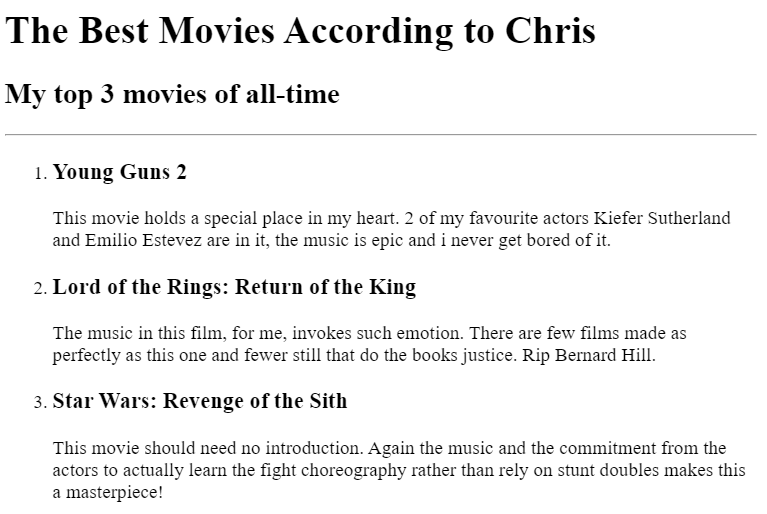 The Best Movies According to Chris
My top 3 movies of all-time
1. Young Guns 2
This movie holds a special place in my heart. 2 of my favourite actors Kiefer Sutherland
and Emilio Estevez are in it, the music is epic and i never get bored of it.
2. Lord of the Rings: Return of the King
The music in this film, for me, invokes such emotion. There are few films made as
perfectly as this one and fewer still that do the books justice. Rip Bernard Hill.
3. Star Wars: Revenge of the Sith
This movie should need no introduction. Again the music and the commitment from the
actors to actually learn the fight choreography rather than rely on stunt doubles makes this
a masterpiece!